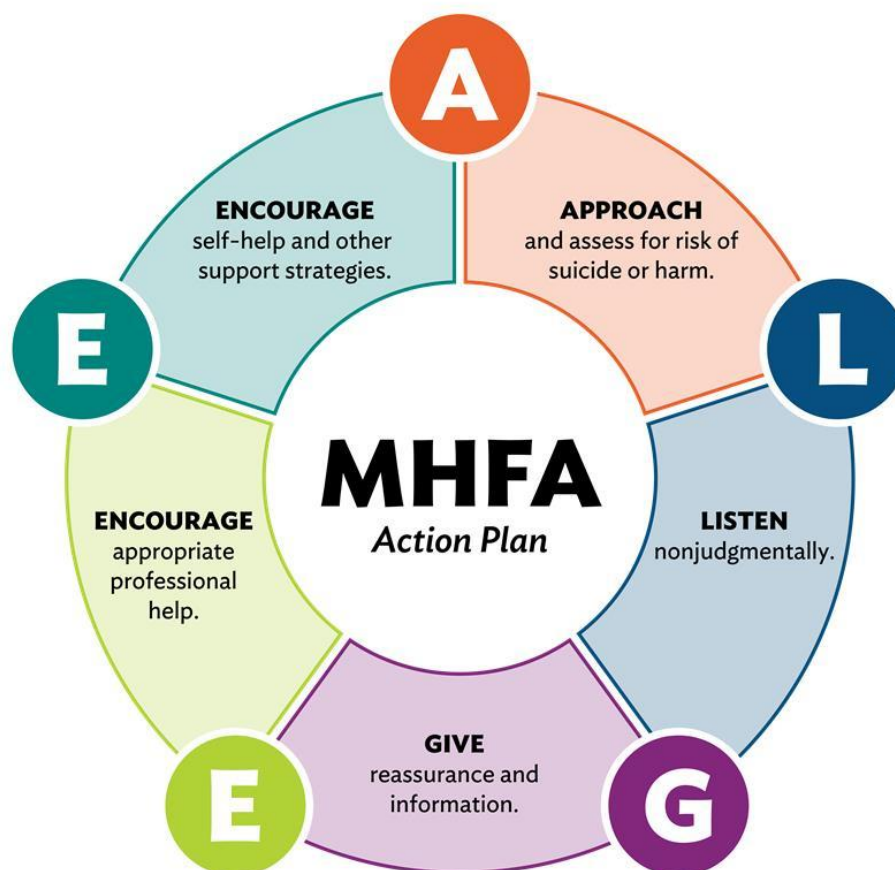 A
APPROACH
and assess for risk of
suicide or harm.
L
LISTEN
nonjudgmentally.
G
GIVE
reassurance and
information.
E
ENCOURAGE
appropriate
professional
help.
E
ENCOURAGE
self-help and other
support strategies.
MHFA
Action Plan